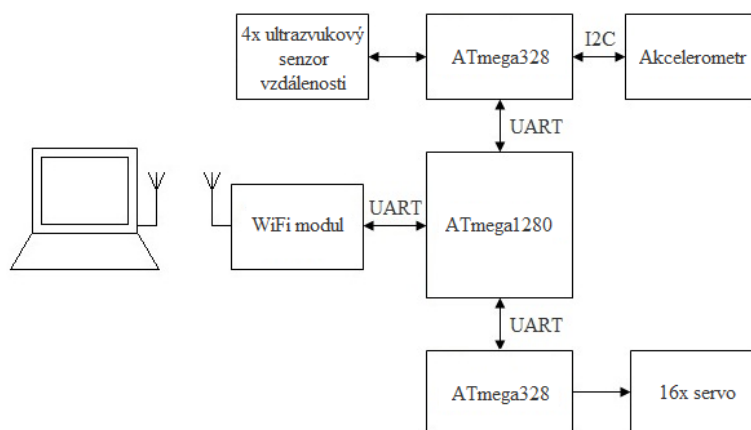 4x ultrazvukový
senzor
vzdálenosti
ATmega328
I2C
Akcelerometr
UART
WiFi modul
UART
ATmega1280
UART
ATmega328
16x servo